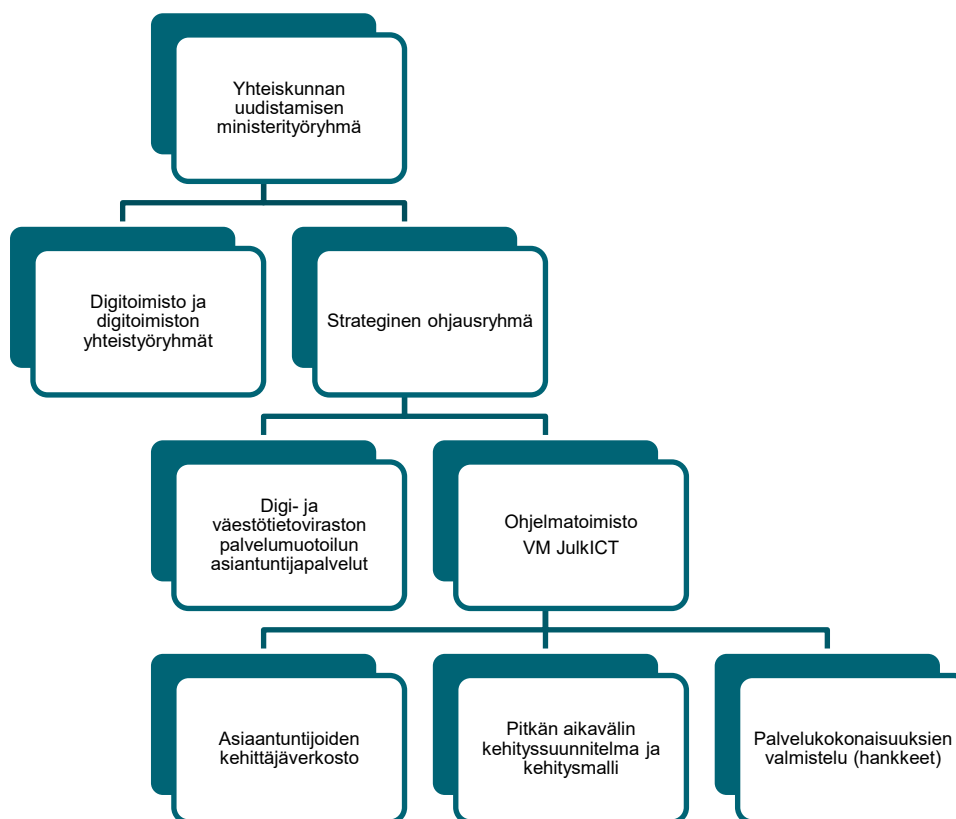 Yhteiskunnan
uudistamisen
ministerityöryhmä
Digitoimisto ja
digitoimiston
yhteistyöryhmät
Strateginen ohjausryhmä
Digi- ja
väestötietoviraston
palvelumuotoilun
asiantuntijapalvelut
Ohjelmatoimisto
VM JulkICT
Asiaantuntijoiden
kehittäjäverkosto
Pitkän aikavälin
kehityssuunnitelma ja
kehitysmalli
Palvelukokonaisuuksien
valmistelu (hankkeet)